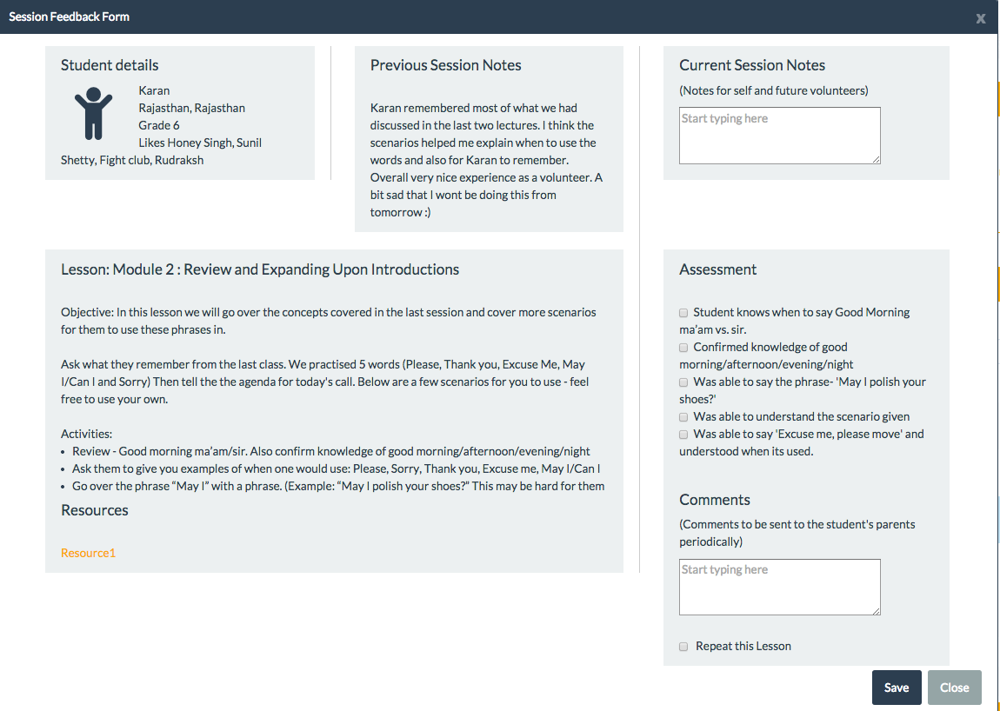 Session Feedback Form
x
Student details
Karan
Rajasthan, Rajasthan
Grade 6
Likes Honey Singh, Sunil
Shetty, Fight club, Rudraksh
Previous Session Notes
Karan remembered most of what we had
discussed in the last two lectures. I think the
scenarios helped me explain when to use the
words and also for Karan to remember.
Overall very nice experience as a volunteer. A
bit sad that I wont be doing this from
tomorrow :)
Current Session Notes
(Notes for self and future volunteers)
Start typing here
Lesson: Module 2 : Review and Expanding Upon Introductions
Objective: In this lesson we will go over the concepts covered in the last session and cover more scenarios
for them to use these phrases in.
Ask what they remember from the last class. We practised 5 words (Please, Thank you, Excuse Me, May
I/Can I and Sorry) Then tell the the agenda for today's call. Below are a few scenarios for you to use - feel
free to use your own.
Activities:
• Review - Good morning ma’am/sir. Also confirm knowledge of good morning/afternoon/evening/night
• Ask them to give you examples of when one would use: Please, Sorry, Thank you, Excuse me, May I/Can I
• Go over the phrase “May I” with a phrase. (Example: “May I polish your shoes?” This may be hard for them
Resources
Resource1
Assessment
Student knows when to say Good Morning
ma’am vs. sir.
Confirmed knowledge of good
morning/afternoon/evening/night
Was able to say the phrase- 'May I polish your
shoes?'
Was able to understand the scenario given
Was able to say 'Excuse me, please move' and
understood when its used.
Comments
(Comments to be sent to the student's parents
periodically)
Start typing here
Repeat this Lesson
Save
Close